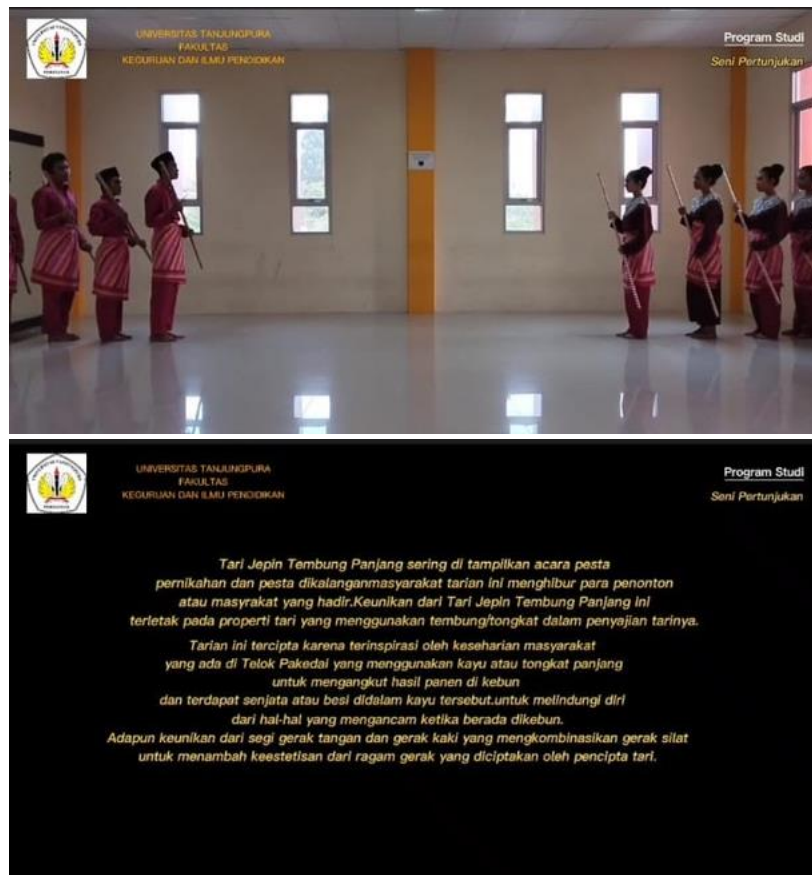 UNIVERSITAS TANJUNGPURA
FAKULTAS
KEGURUAN DAN ILMU PENDIDIKAN
Program Studi
Seni Pertunjukan
UNIVERSITAS TANJUNGPURA
FAKULTAS
KEGURUAN DAN ILMU PENDIDIKAN
Program Studi
Seni Pertunjukan
Tari Jepin Tembung Panjang sering di tampilkan acara pesta
pernikahan dan pesta dikalanganmasyarakat tarian ini menghibur para penonton
atau masyrakat yang hadir.Keunikan dari Tari Jepin Tembung Panjang ini
terletak pada properti tari yang menggunakan tembung/tongkat dalam penyajian tarinya.
Tarian ini tercipta karena terinspirasi oleh keseharian masyarakat
yang ada di Telok Pakedai yang menggunakan kayu atau tongkat panjang
untuk mengangkut hasil panen di kebun
dan terdapat senjata atau besi didalam kayu tersebut.untuk melindungi diri
dari hal-hal yang mengancam ketika berada dikebun.
Adapun keunikan dari segi gerak tangan dan gerak kaki yang mengkombinasikan gerak silat
untuk menambah keestetisan dari ragam gerak yang diciptakan oleh pencipta tari.